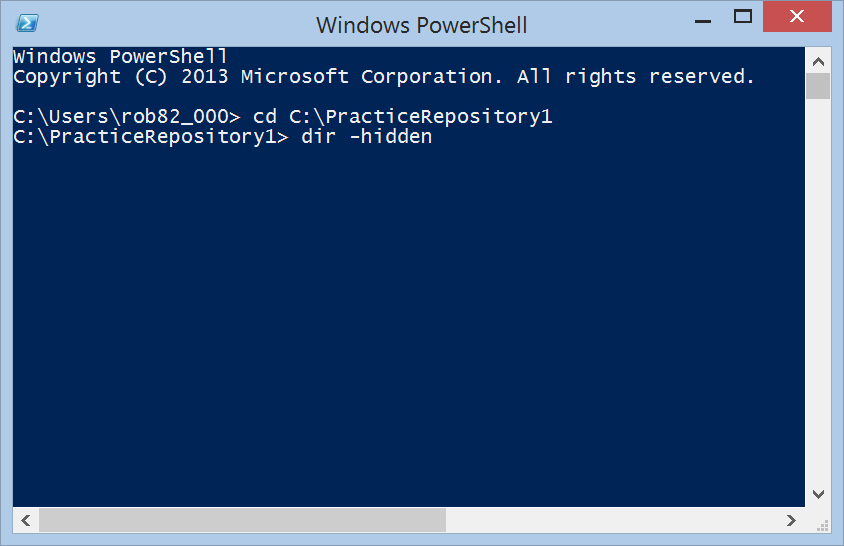 Windows PowerShell
Windows PowerShell
Copyright (C) 2013 Microsoft Corporation. All rights reserved.
C:\Users\rob82_000> cd C:\PracticeRepository1
C:\PracticeRepository1> dir -hidden